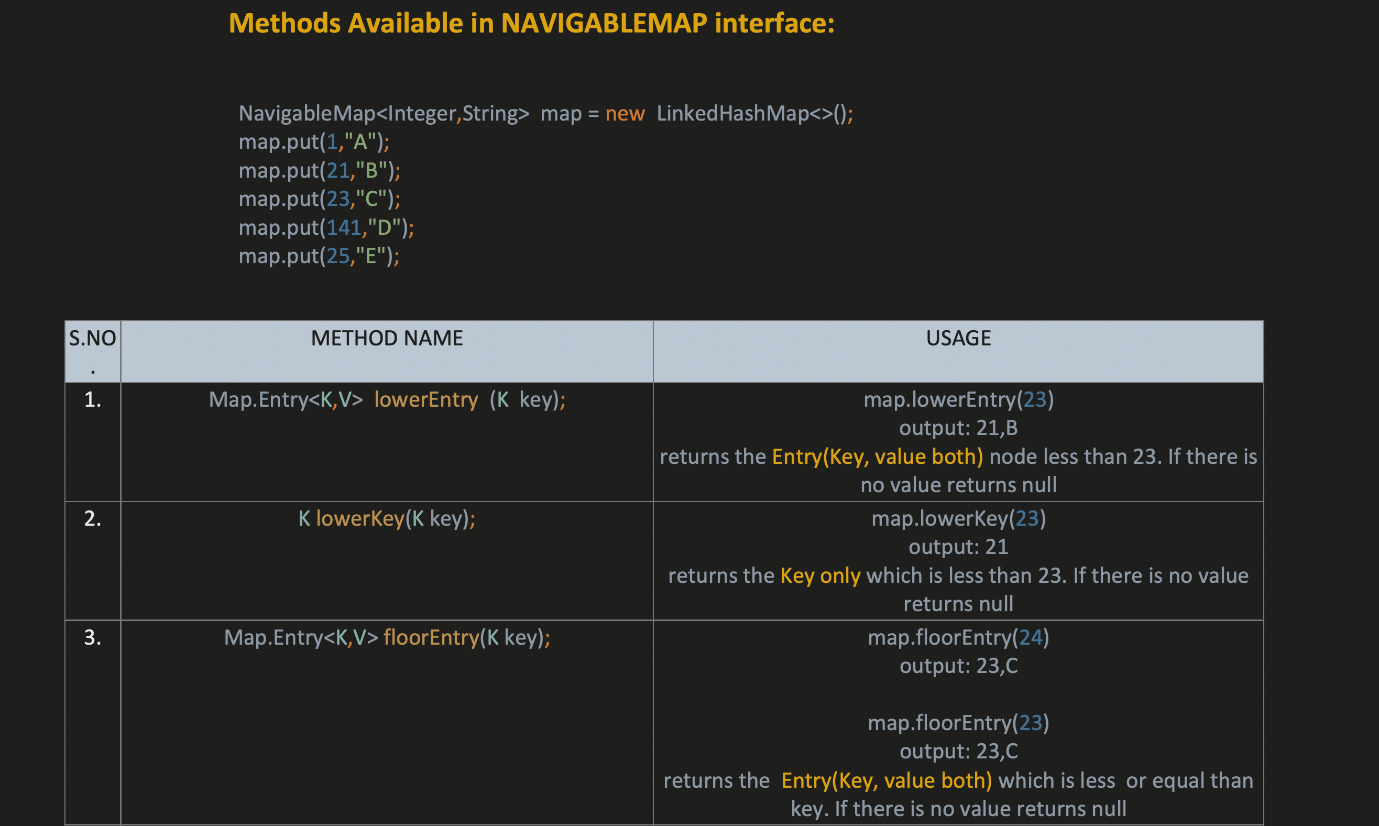 Methods Available in NAVIGABLEMAP interface:
NavigableMap<Integer,String> map = new LinkedHashMap<>();
map.put(1,"A");
map.put(21,"B");
map.put(23,"C");
map.put(141,"D");
map.put(25,"E");
S.NO
.
METHOD NAME
USAGE
1.
Map.Entry<K,V> lowerEntry (K key);
map.lowerEntry(23)
output: 21,B
returns the Entry(Key, value both) node less than 23. If there is
no value returns null
2.
K lowerKey(K key);
map.lowerKey(23)
output: 21
returns the Key only which is less than 23. If there is no value
returns null
3.
Map.Entry<K,V> floorEntry(K key);
map.floorEntry(24)
output: 23,C
map.floorEntry(23)
output: 23,C
returns the Entry(Key, value both) which is less or equal than
key. If there is no value returns null